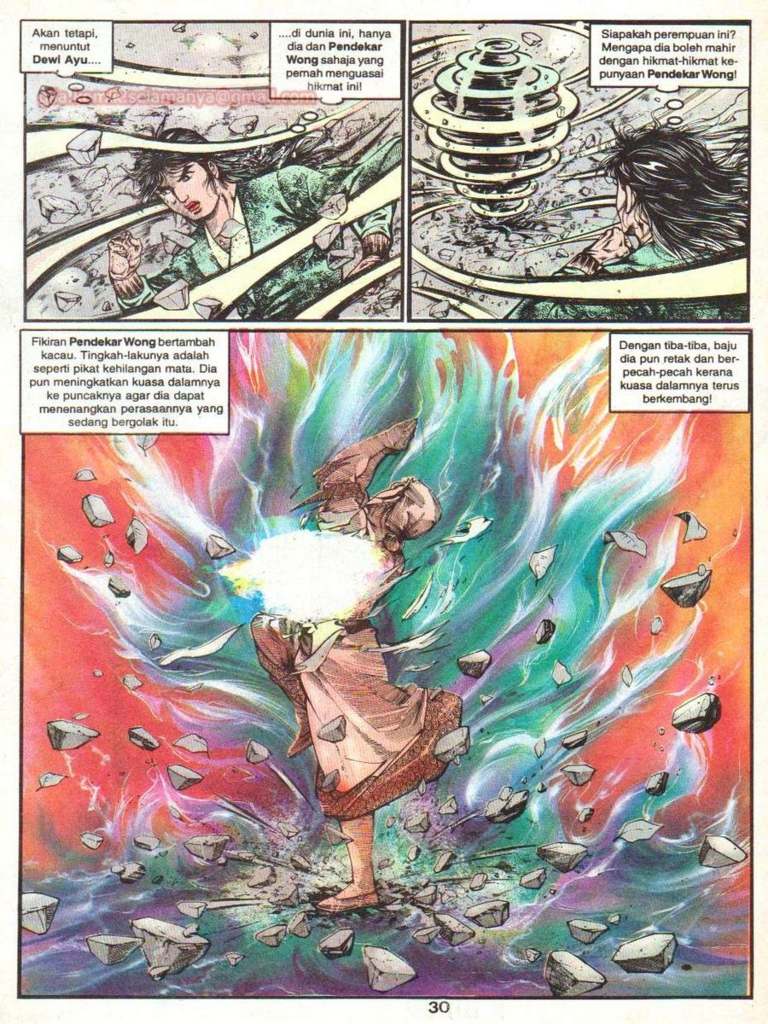 Akan tetapi,
menuntut
Dewi Ayu....
....di dunia ini, hanya
dia dan Pendekar
Wong sahaja yang
pernah menguasai
hikmat ini!
Siapakah perempuan ini?
Mengapa dia boleh mahir
dengan hikmat-hikmat ke-
punyaan Pendekar Wong!
Fikiran Pendekar Wong bertambah
kacau. Tingkah-lakunya adalah
seperti pikat kehilangan mata. Dia
pun meningkatkan kuasa dalamnya
ke puncaknya agar dia dapat
menenangkan perasaannya yang
sedang bergolak itu.
Dengan tiba-tiba, baju
dia pun retak dan ber-
pecah-pecah kerana
kuasa dalamnya terus
berkembang!
30